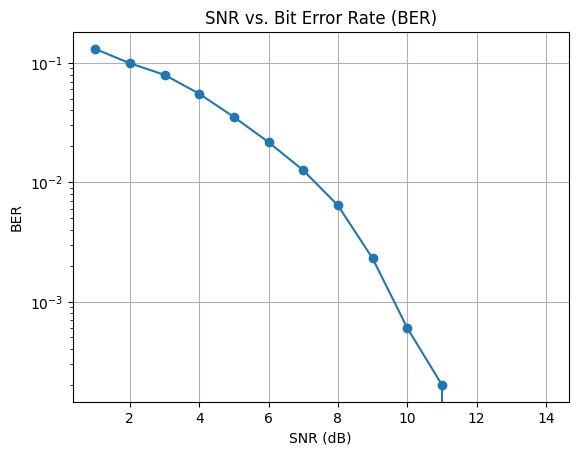 SNR vs. Bit Error Rate (BER)
10⁻¹
10⁻²
10⁻³
BER
2 4 6 8 10 12 14
SNR (dB)